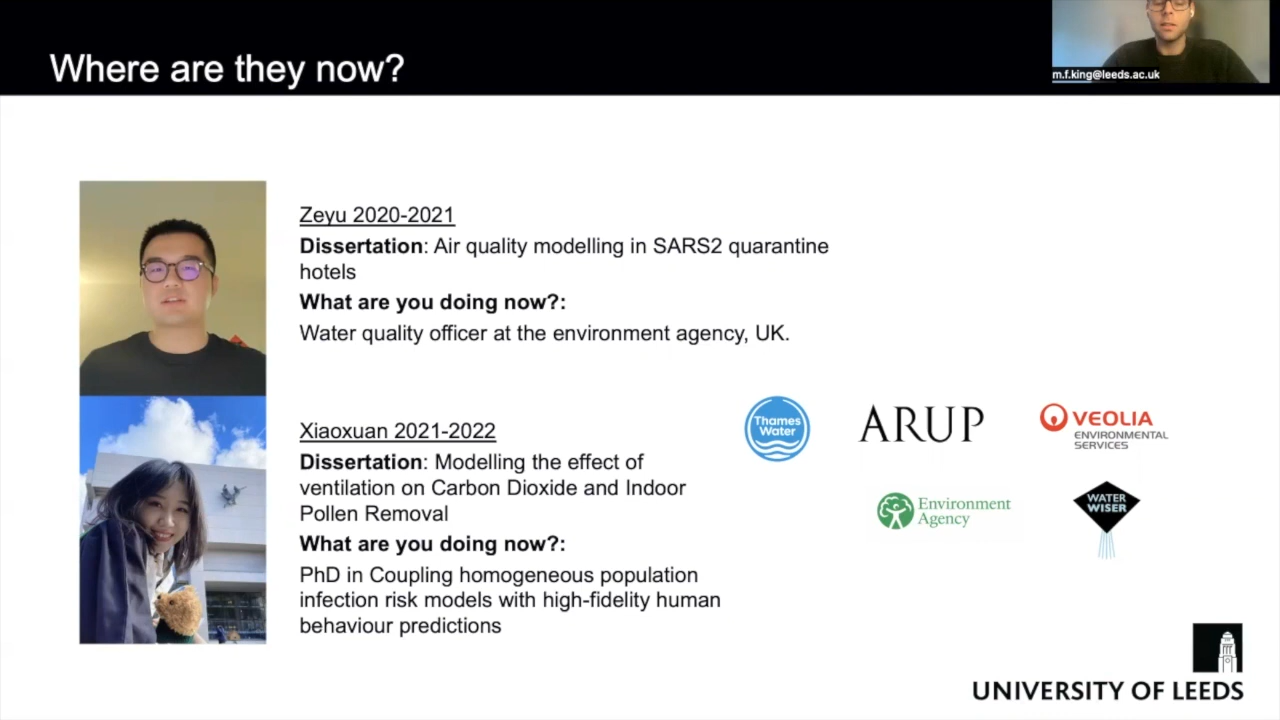 Where are they now?
m.f.king@leeds.ac.uk
Zeyu 2020-2021
Dissertation: Air quality modelling in SARS2 quarantine
hotels
What are you doing now?:
Water quality officer at the environment agency, UK.
Xiaoxuan 2021-2022
Dissertation: Modelling the effect of
ventilation on Carbon Dioxide and Indoor
Pollen Removal
What are you doing now?:
PhD in Coupling homogeneous population
infection risk models with high-fidelity human
behaviour predictions
Thames
Water
ARUP
VEOLIA
ENVIRONMENTAL
SERVICES
Environment
Agency
WATER
WISER
UNIVERSITY OF LEEDS